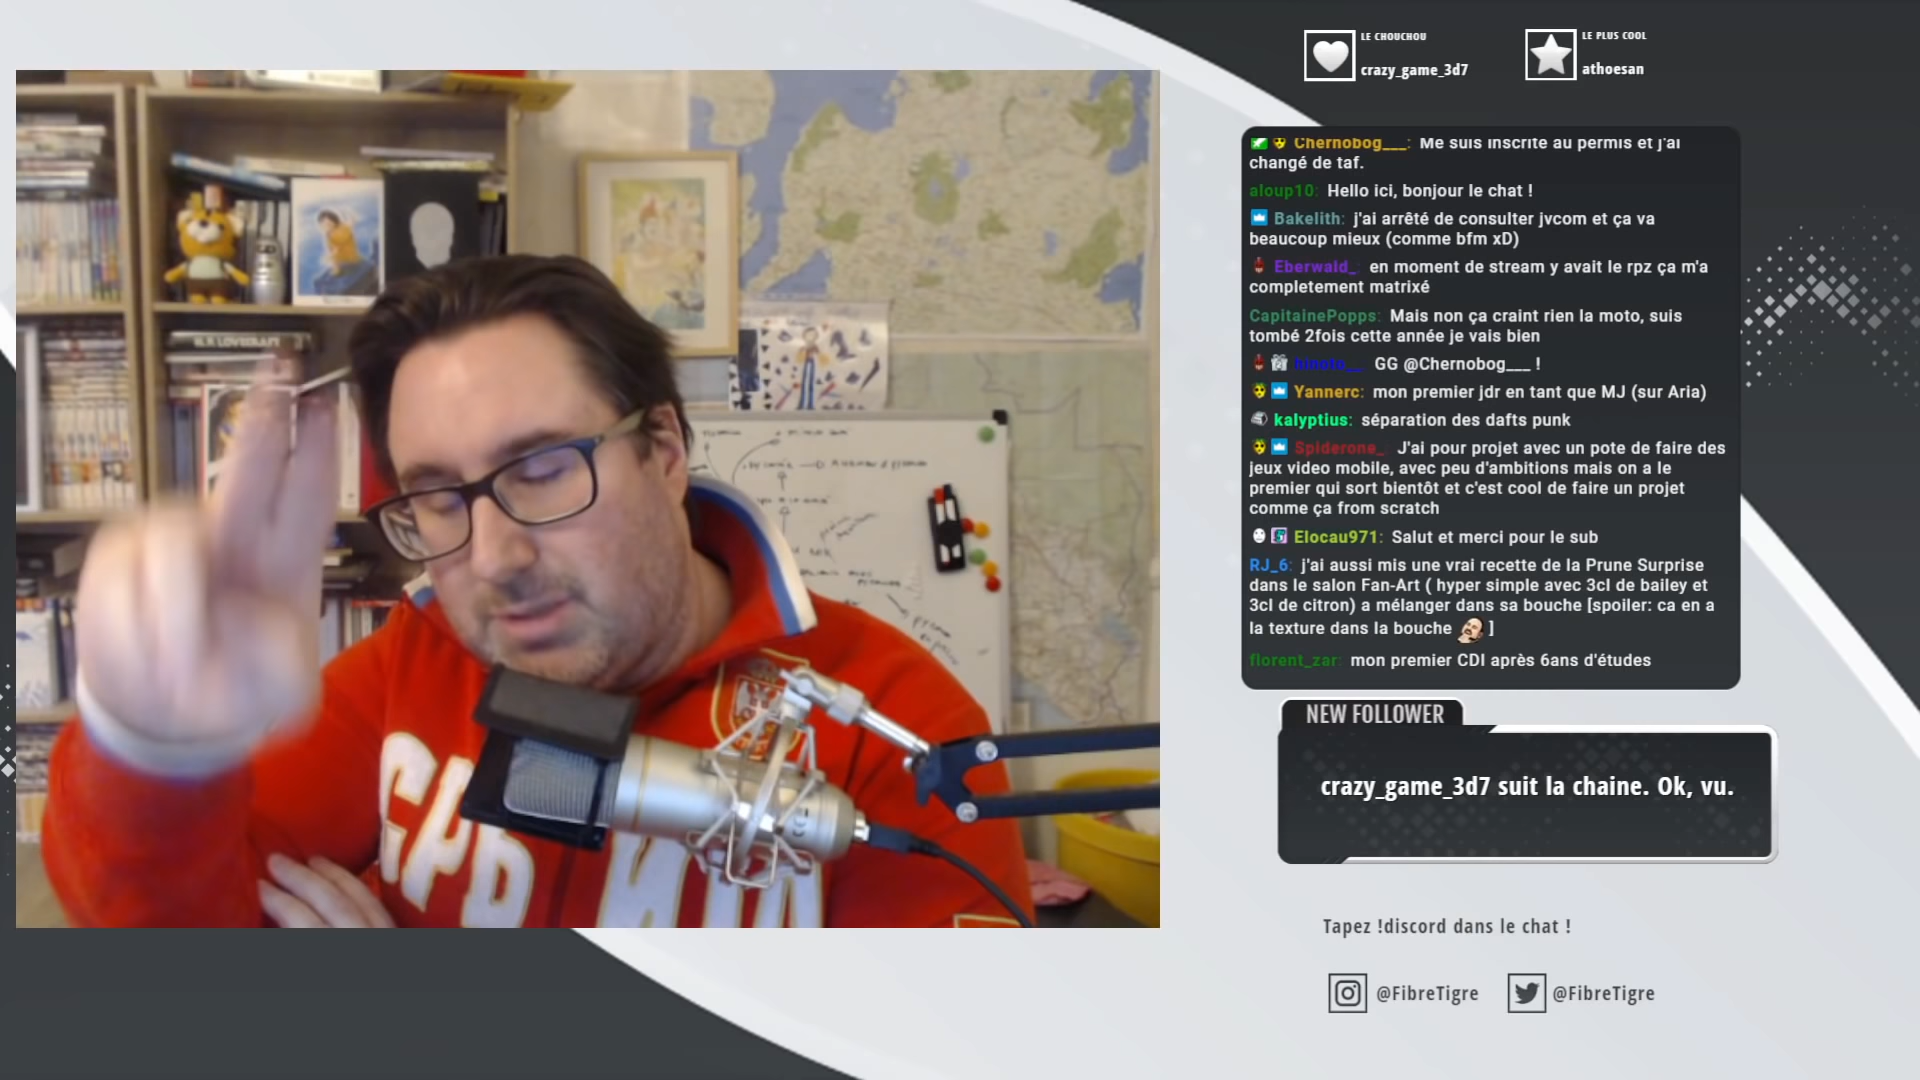 LE CHOUCHOU
crazy_game_3d7
LE PLUS COOL
athoesan
Chernobog___: Me suis inscrite au permis et j'ai
changé de taf.
aloup10: Hello ici, bonjour le chat !
Bakelith: j'ai arrêté de consulter jvcom et ça va
beaucoup mieux (comme bfm xD)
Eberwald_: en moment de stream y avait le rpz ça m'a
completement matrixé
CapitainePopps: Mais non ça craint rien la moto, suis
tombé 2fois cette année je vais bien
GG @Chernobog___ !
Yannerc: mon premier jdr en tant que MJ (sur Aria)
kalyptius: séparation des dafts punk
Spiderone_: J'ai pour projet avec un pote de faire des
jeux video mobile, avec peu d'ambitions mais on a le
premier qui sort bientôt et c'est cool de faire un projet
comme ça from scratch
Elocau971: Salut et merci pour le sub
RJ_6: j'ai aussi mis une vrai recette de la Prune Surprise
dans le salon Fan-Art ( hyper simple avec 3cl de bailey et
3cl de citron) a mélanger dans sa bouche [spoiler: ca en a
la texture dans la bouche ]
florent_zar: mon premier CDI après 6ans d'études
NEW FOLLOWER
crazy_game_3d7 suit la chaine. Ok, vu.
Tapez !discord dans le chat !
@FibreTigre
@FibreTigre
H.P. LOVECRAFT